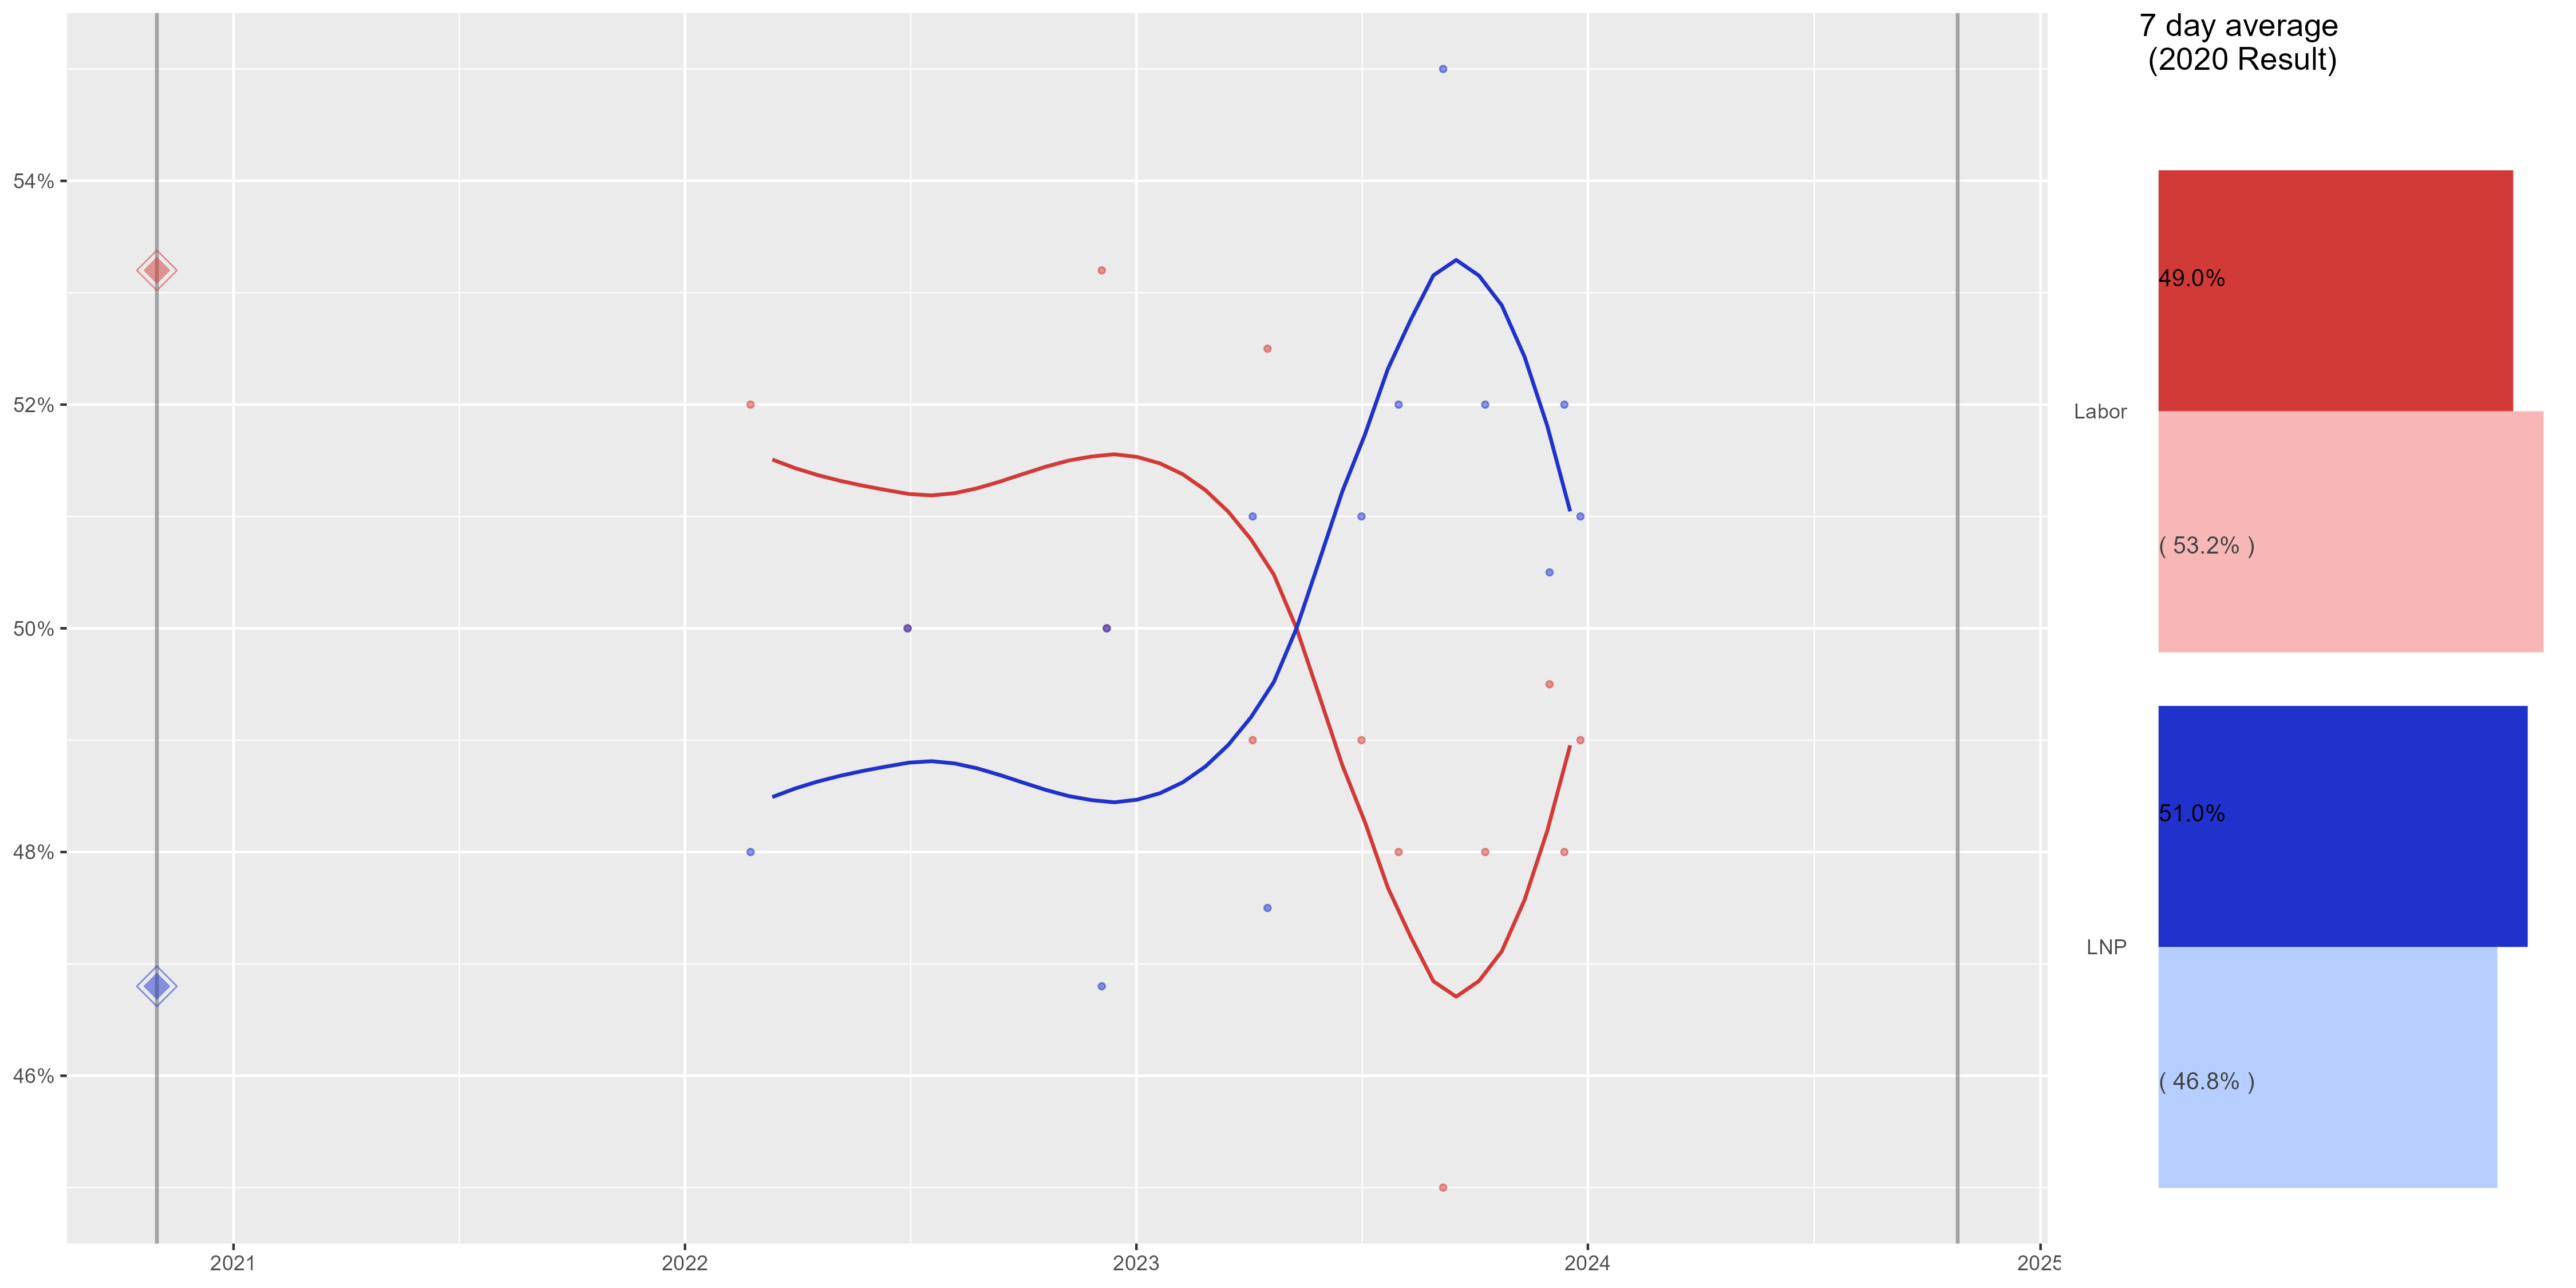 7 day average
(2020 Result)
54%
52%
50%
48%
46%
2021
2022
2023
2024
2025
Labor
49.0%
( 53.2% )
LNP
51.0%
( 46.8% )